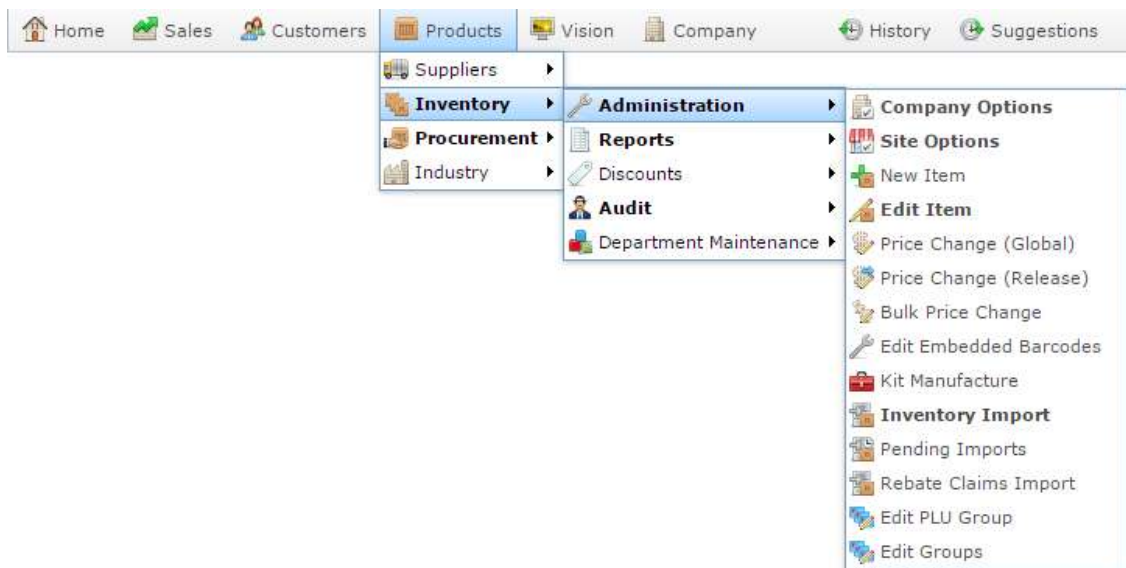 Home Sales Customers Products Vision Company History Suggestions
Suppliers
Inventory
Procurement
Industry
Administration
Reports
Discounts
Audit
Department Maintenance
Company Options
Site Options
New Item
Edit Item
Price Change (Global)
Price Change (Release)
Bulk Price Change
Edit Embedded Barcodes
Kit Manufacture
Inventory Import
Pending Imports
Rebate Claims Import
Edit PLU Group
Edit Groups